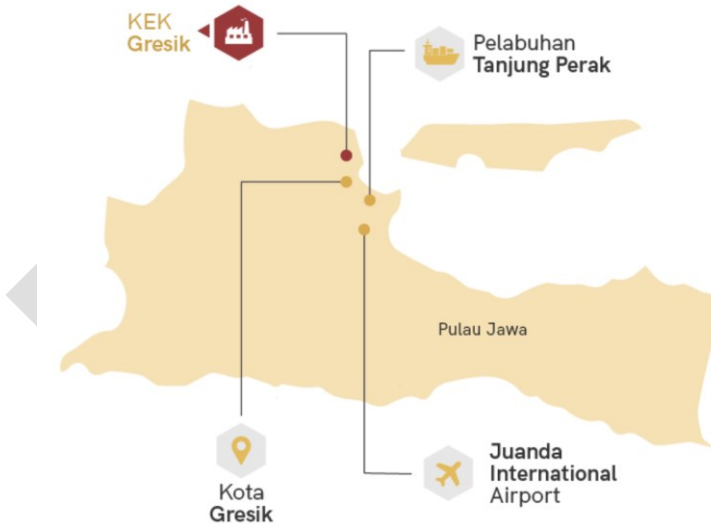 KEK
Gresik
Pelabuhan
Tanjung Perak
Pulau Jawa
Kota
Gresik
Juanda
International
Airport